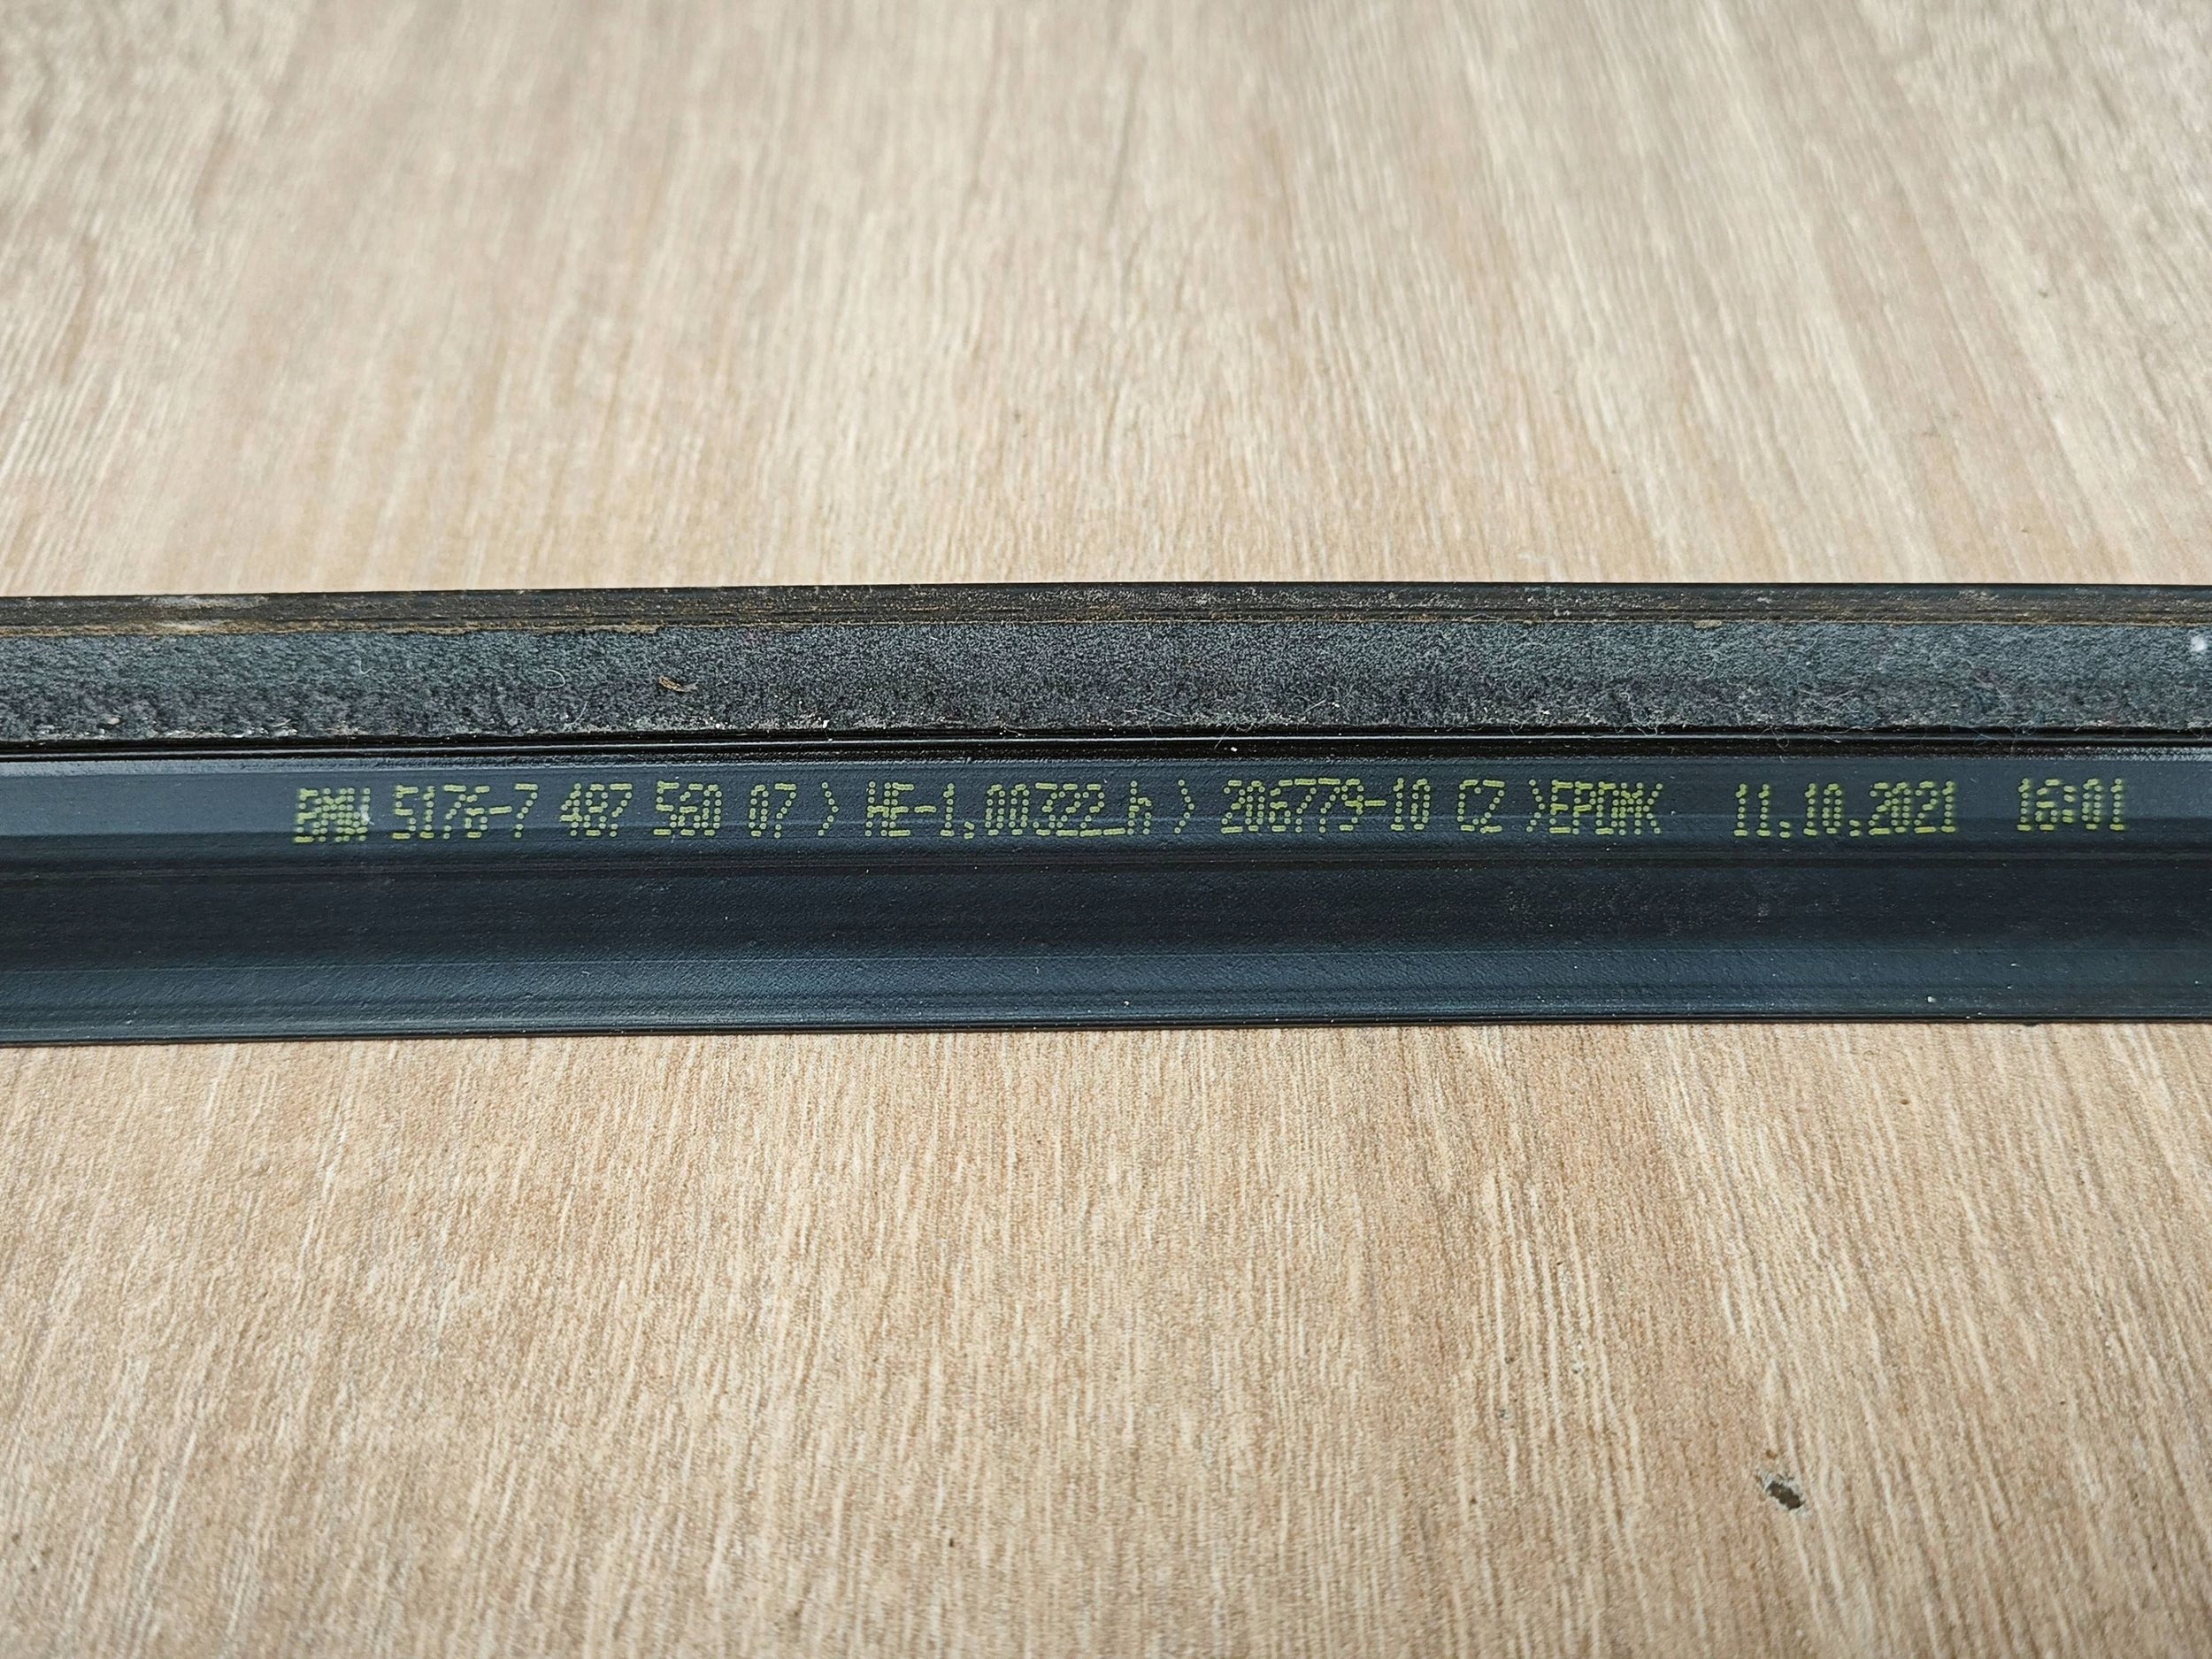 BMW 5176-7 487 560 07 > HE-1.00322.h > 206779-10 CZ >EPDM< 11.10.2021 16:01